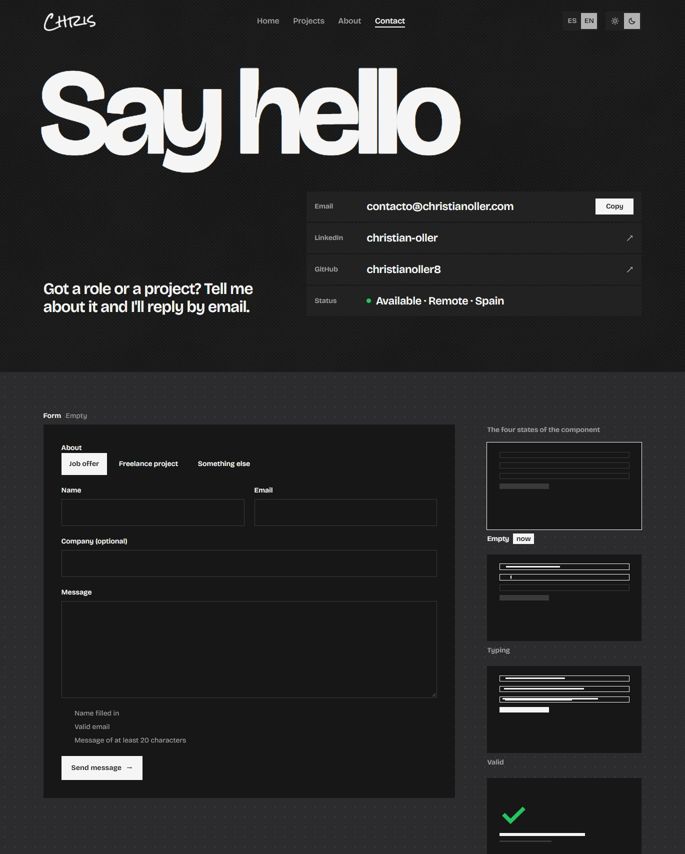 CHRIS
Home Projects About Contact
ES EN
Say hello
Email contacto@christianoller.com Copy
LinkedIn christian-oller ↗
GitHub christianoller8 ↗
Got a role or a project? Tell me
about it and I'll reply by email.
Status Available · Remote · Spain
Form Empty
About
Job offer Freelance project Something else
Name Email
Company (optional)
Message
Name filled in
Valid email
Message of at least 20 characters
Send message →
The four states of the component
Empty now
Typing
Valid